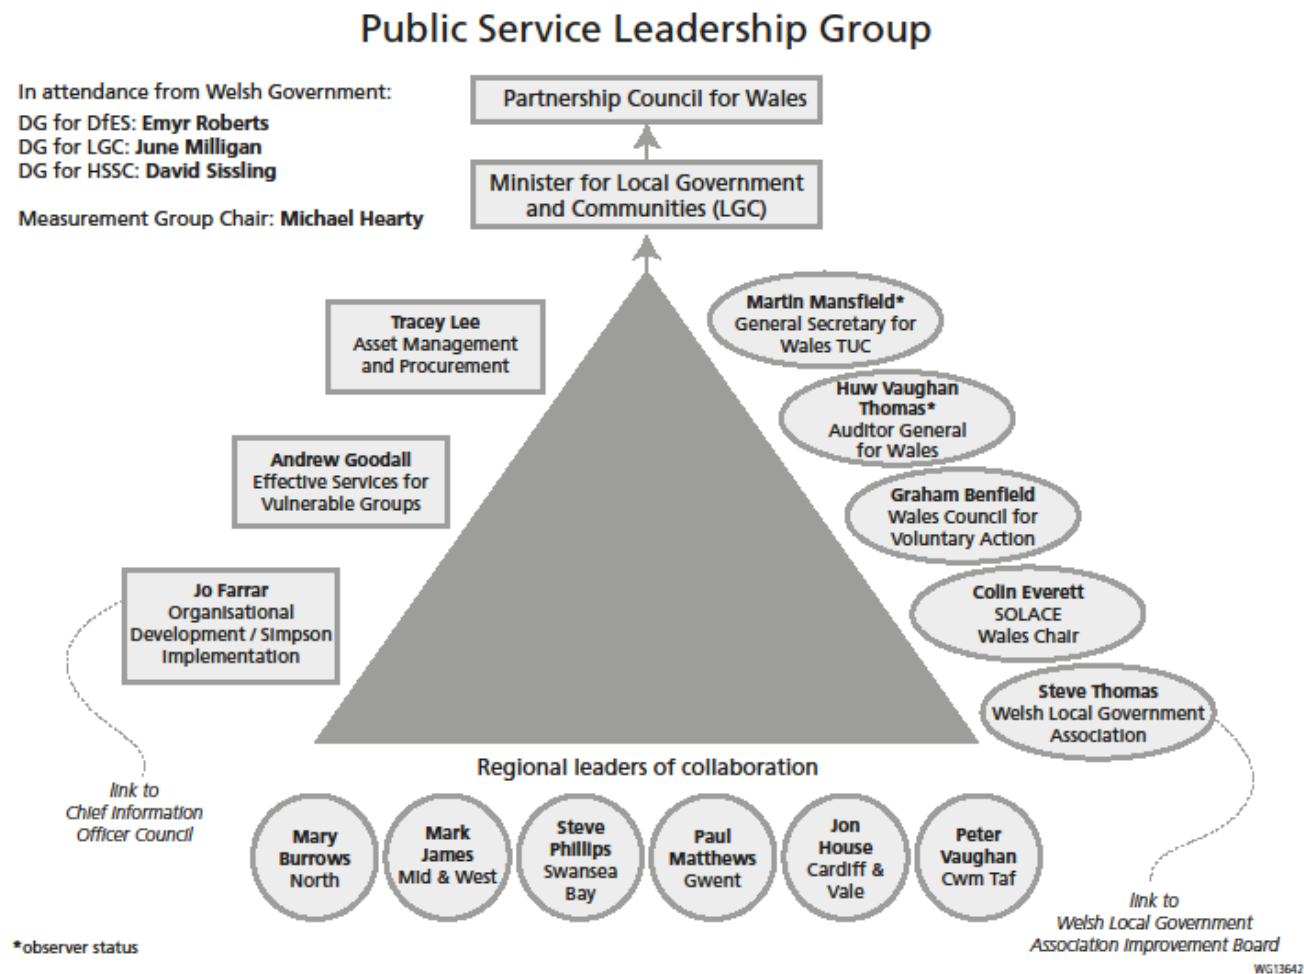 Public Service Leadership Group
In attendance from Welsh Government:
DG for DfES: Emyr Roberts
DG for LGC: June Milligan
DG for HSSC: David Sissling
Measurement Group Chair: Michael Hearty
Partnership Council for Wales
Minister for Local Government
and Communities (LGC)
Tracey Lee
Asset Management
and Procurement
Andrew Goodall
Effective Services for
Vulnerable Groups
Jo Farrar
Organisational
Development / Simpson
Implementation
link to
Chief Information
Officer Council
Martin Mansfield*
General Secretary for
Wales TUC
Huw Vaughan
Thomas*
Auditor General
for Wales
Graham Benfield
Wales Council for
Voluntary Action
Colin Everett
SOLACE
Wales Chair
Steve Thomas
Welsh Local Government
Association
link to
Welsh Local Government
Association Improvement Board
Regional leaders of collaboration
Mary
Burrows
North
Mark
James
Mid & West
Steve
Phillips
Swansea
Bay
Paul
Matthews
Gwent
Jon
House
Cardiff &
Vale
Peter
Vaughan
Cwm Taf
*observer status
WG13642